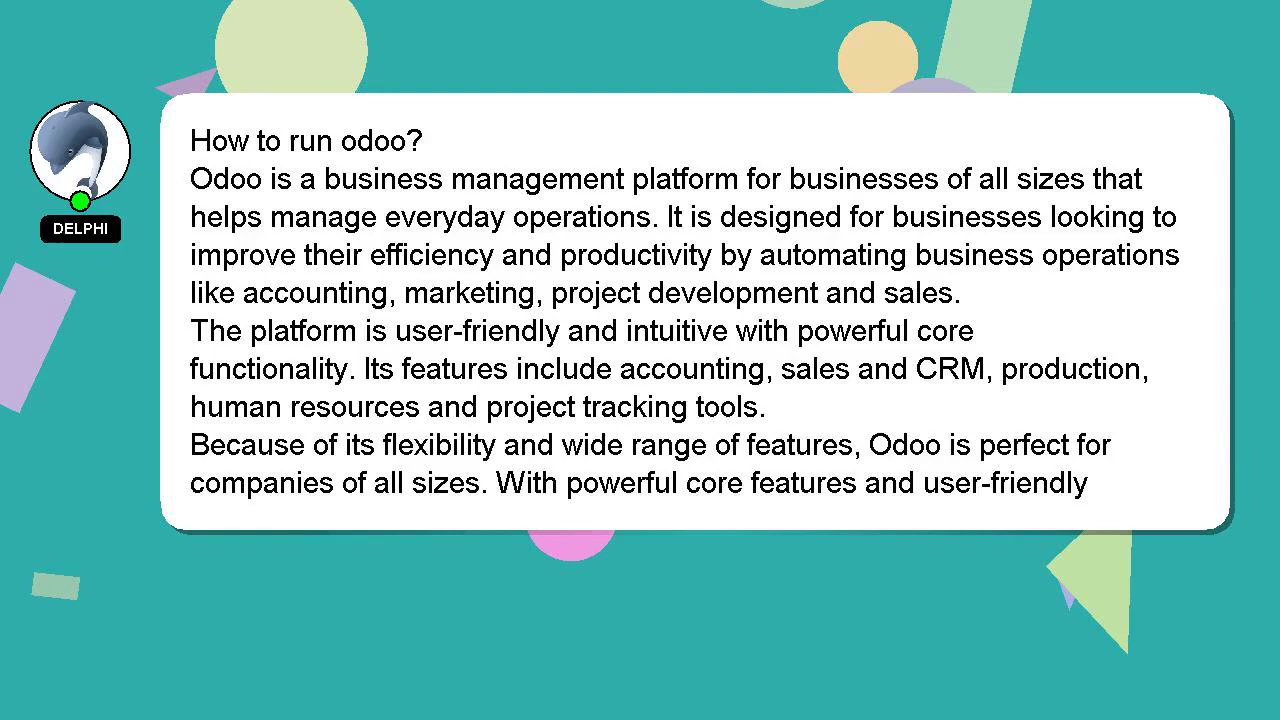 How to run odoo?
Odoo is a business management platform for businesses of all sizes that
helps manage everyday operations. It is designed for businesses looking to
improve their efficiency and productivity by automating business operations
like accounting, marketing, project development and sales.
The platform is user-friendly and intuitive with powerful core
functionality. Its features include accounting, sales and CRM, production,
human resources and project tracking tools.
Because of its flexibility and wide range of features, Odoo is perfect for
companies of all sizes. With powerful core features and user-friendly
DELPHI